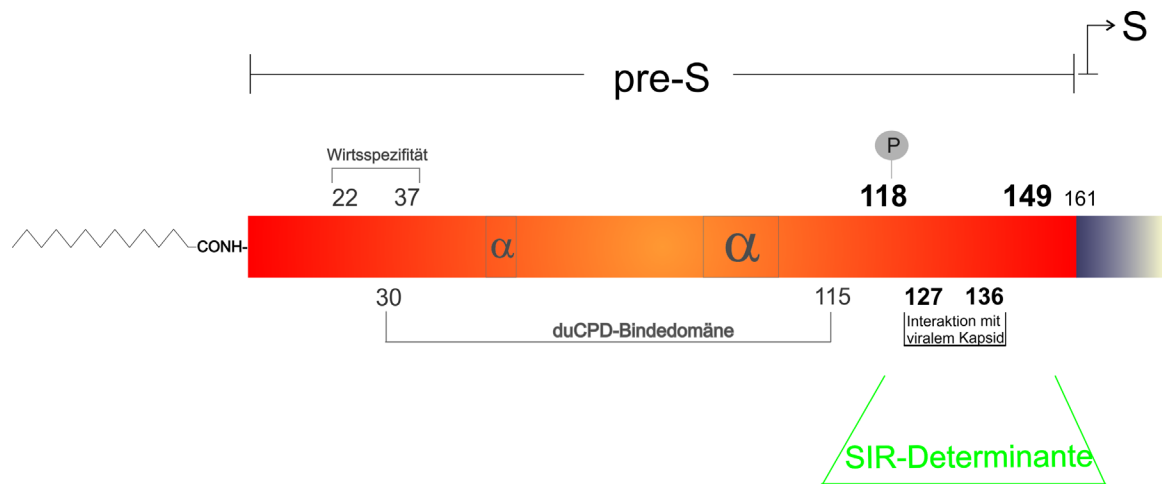 S
pre-S
Wirtsspezifität
P
22
37
118
149
161
CONH-
α
α
30
115
127
136
duCPD-Bindedomäne
Interaktion mit
viralem Kapsid
SIR-Determinante